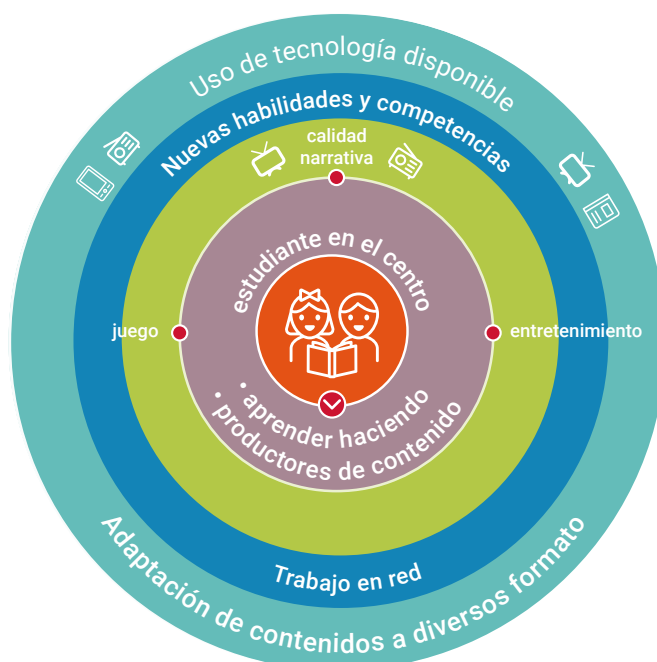 Uso de tecnología disponible
Nuevas habilidades y competencias
calidad
narrativa
estudiante en el centro
juego
entretenimiento
• aprender haciendo
• productores de contenido
Trabajo en red
Adaptación de contenidos a diversos formato